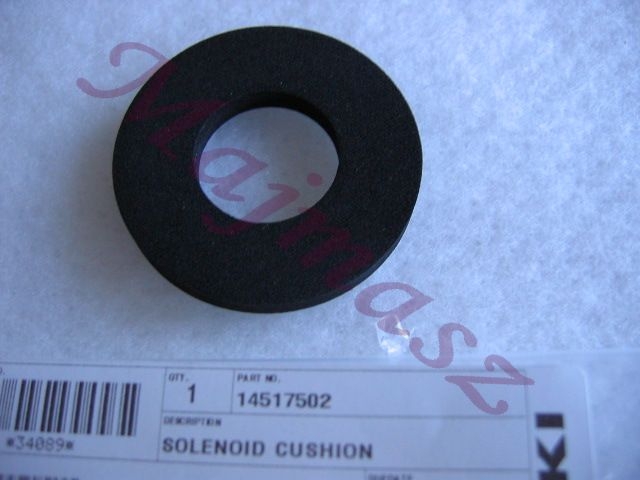 Majmasz
QTY. PART NO.
1 14517502
DESCRIPTION
*34089* SOLENOID CUSHION
KI